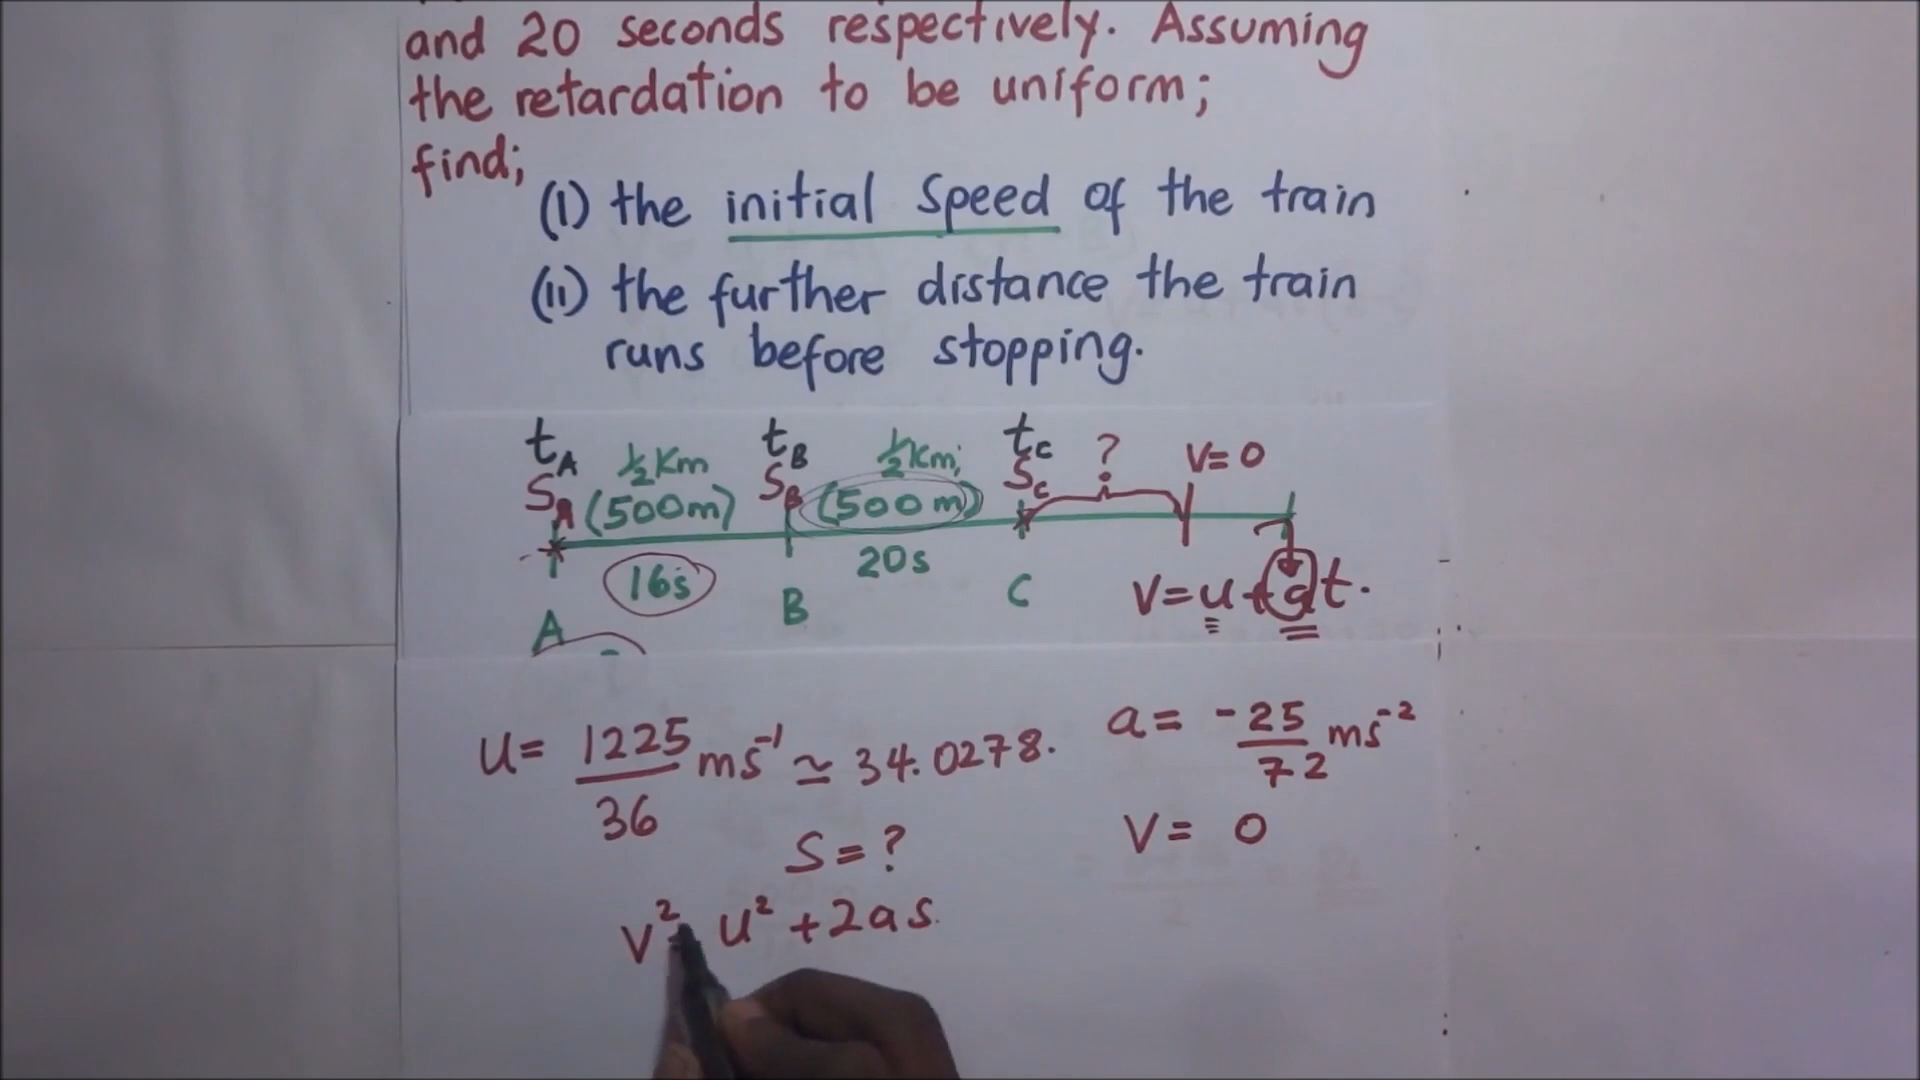 and 20 seconds respectively. Assuming
the retardation to be uniform;
find;
(I) the initial speed of the train
(II) the further distance the train
runs before stopping.
tA ½Km tB ½Km, tC ? V=0
SA (500m) SB (500m) Sc
16s 20s
A B C V=u+at.
u= 1225/36 ms⁻¹ ≃ 34.0278. a= -25/72 ms⁻²
S=? V= 0
v²= u²+2as.